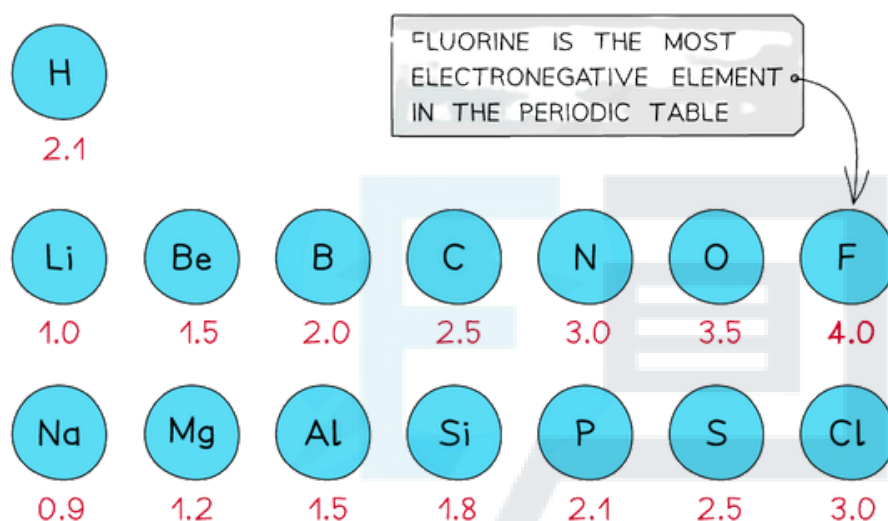 FLUORINE IS THE MOST
ELECTRONEGATIVE ELEMENT
IN THE PERIODIC TABLE
H
2.1
Li Be B C N O F
1.0 1.5 2.0 2.5 3.0 3.5 4.0
Na Mg Al Si P S Cl
0.9 1.2 1.5 1.8 2.1 2.5 3.0